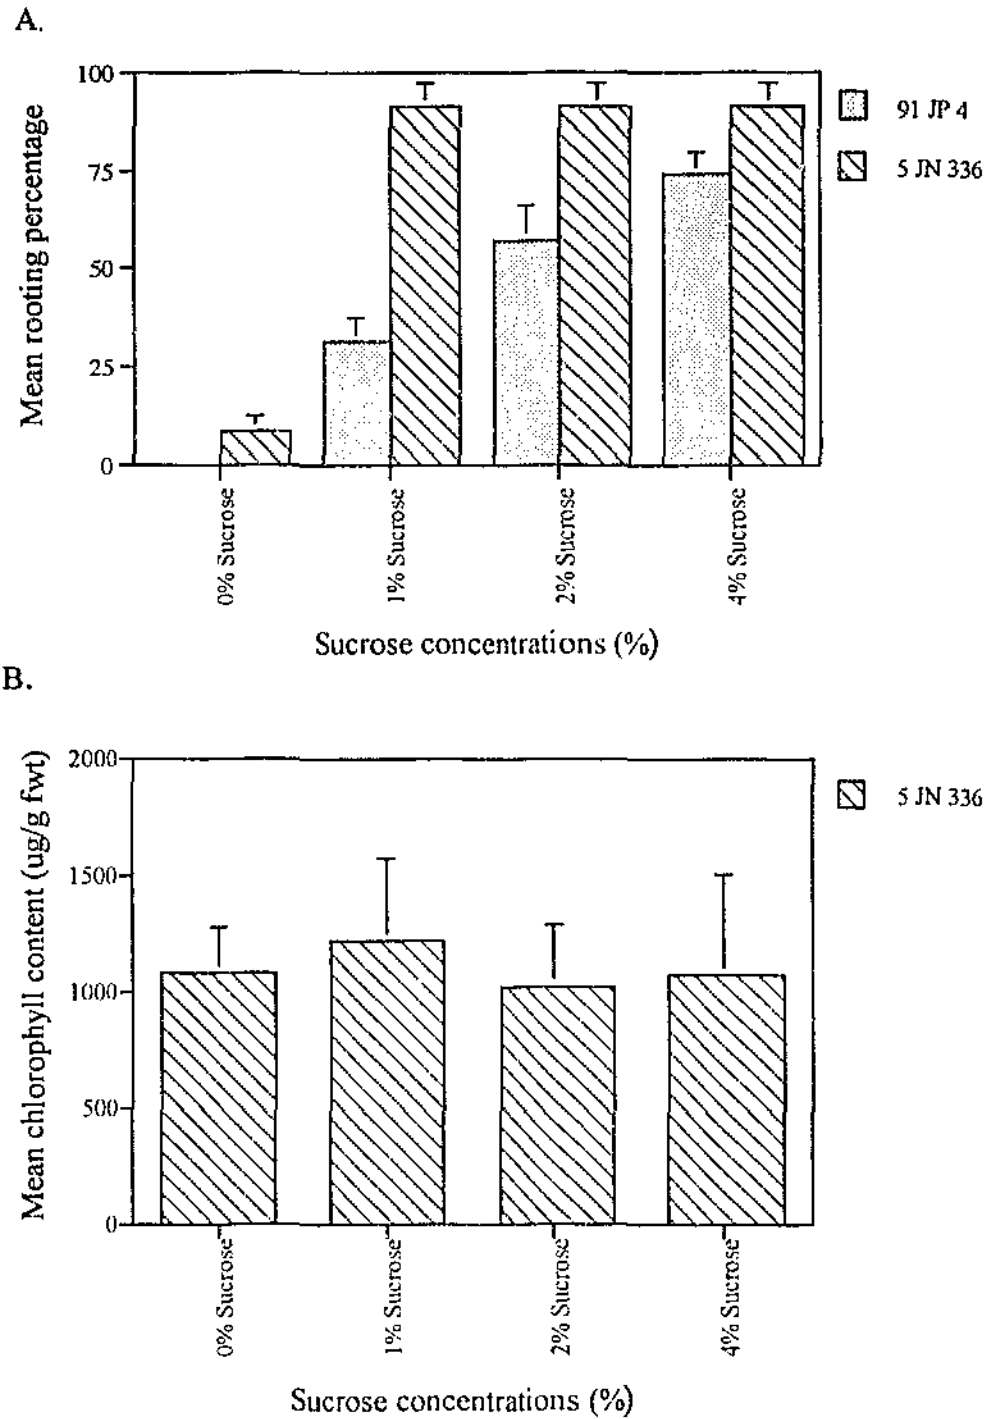 A.
Mean rooting percentage
100
75
50
25
0
91 JP 4
5 JN 336
0% Sucrose
1% Sucrose
2% Sucrose
4% Sucrose
Sucrose concentrations (%)
B.
Mean chlorophyll content (ug/g fwt)
2000
1500
1000
500
0
5 JN 336
0% Sucrose
1% Sucrose
2% Sucrose
4% Sucrose
Sucrose concentrations (%)